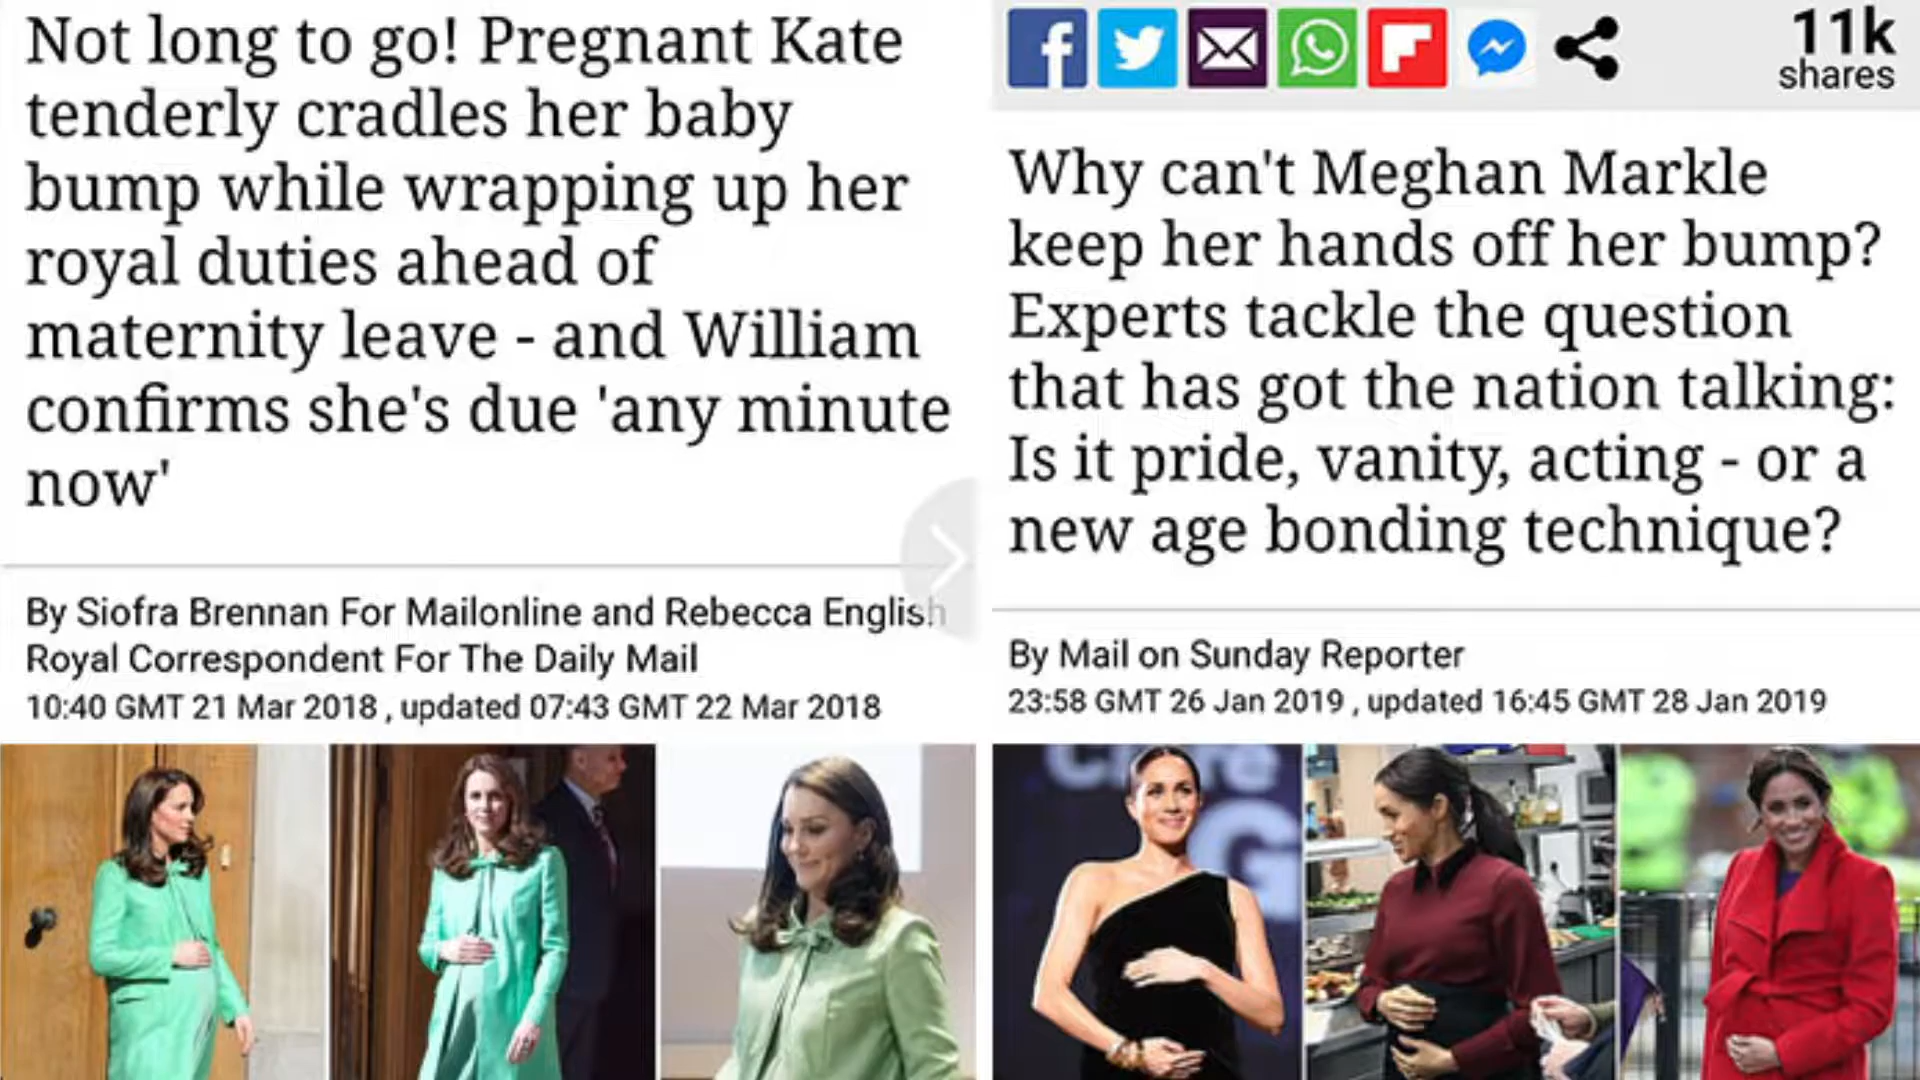 Not long to go! Pregnant Kate
tenderly cradles her baby
bump while wrapping up her
royal duties ahead of
maternity leave - and William
confirms she's due 'any minute
now'
By Siofra Brennan For Mailonline and Rebecca English
Royal Correspondent For The Daily Mail
10:40 GMT 21 Mar 2018 , updated 07:43 GMT 22 Mar 2018
11k
shares
Why can't Meghan Markle
keep her hands off her bump?
Experts tackle the question
that has got the nation talking:
Is it pride, vanity, acting - or a
new age bonding technique?
By Mail on Sunday Reporter
23:58 GMT 26 Jan 2019 , updated 16:45 GMT 28 Jan 2019